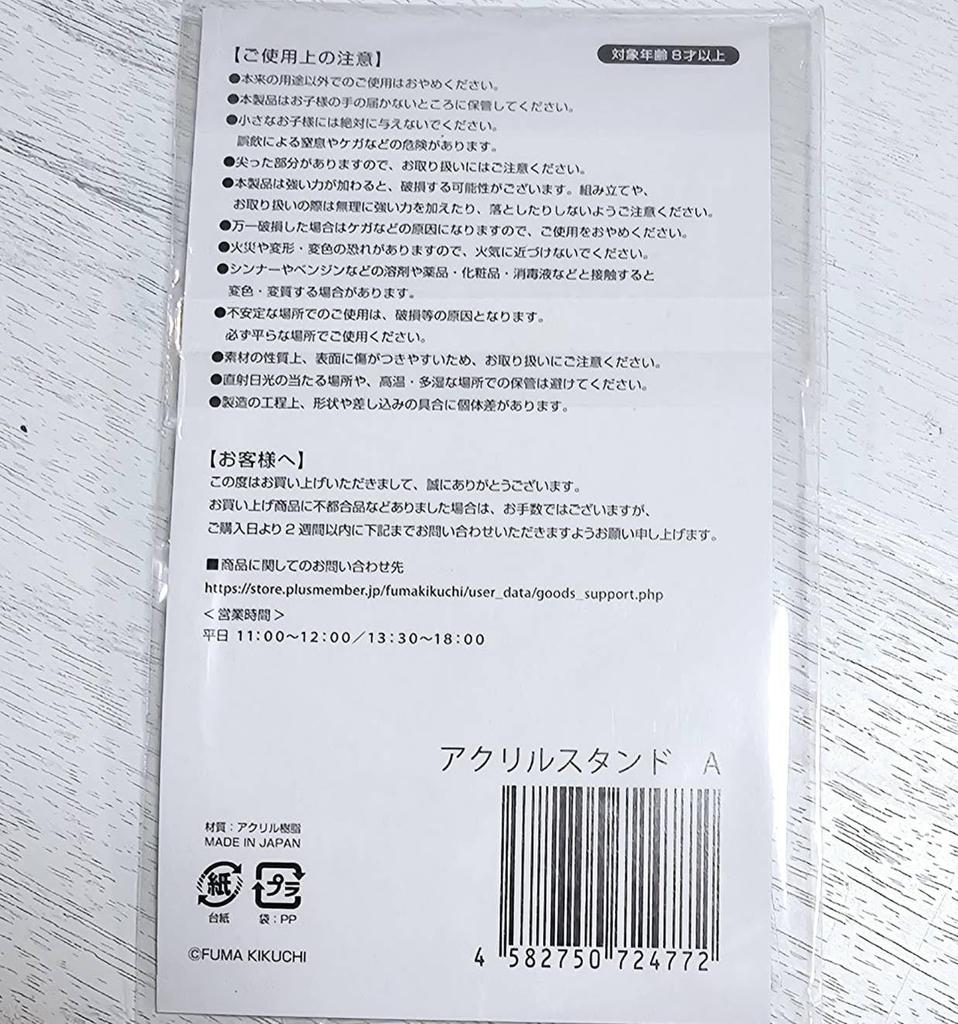 【ご使用上の注意】
対象年齢8才以上
●本来の用途以外でのご使用はおやめください。
●本製品はお子様の手の届かないところに保管してください。
●小さなお子様には絶対に与えないでください。
誤飲による窒息やケガなどの危険があります。
●尖った部分がありますので、お取り扱いにはご注意ください。
●本製品は強い力が加わると、破損する可能性がございます。組み立てや、
お取り扱いの際は無理に強い力を加えたり、落としたりしないようご注意ください。
●万一破損した場合はケガなどの原因になりますので、ご使用をおやめください。
●火災や変形・変色の恐れがありますので、火気に近づけないでください。
●シンナーやベンジンなどの溶剤や薬品・化粧品・消毒液などと接触すると
変色・変質する場合があります。
●不安定な場所でのご使用は、破損等の原因となります。
必ず平らな場所でご使用ください。
●素材の性質上、表面に傷がつきやすいため、お取り扱いにご注意ください。
●直射日光の当たる場所や、高温・多湿な場所での保管は避けてください。
●製造の工程上、形状や差し込みの具合に個体差があります。
【お客様へ】
この度はお買い上げいただきまして、誠にありがとうございます。
お買い上げ商品に不都合品などありました場合は、お手数ではございますが、
ご購入日より2週間以内に下記までお問い合わせいただきますようお願い申し上げます。
■商品に関してのお問い合わせ先
https://store.plusmember.jp/fumakikuchi/user_data/goods_support.php
＜営業時間＞
平日 11:00～12:00／13:30～18:00
アクリルスタンド A
材質：アクリル樹脂
MADE IN JAPAN
紙 プラ
台紙 袋：PP
©FUMA KIKUCHI
4 582750 724772